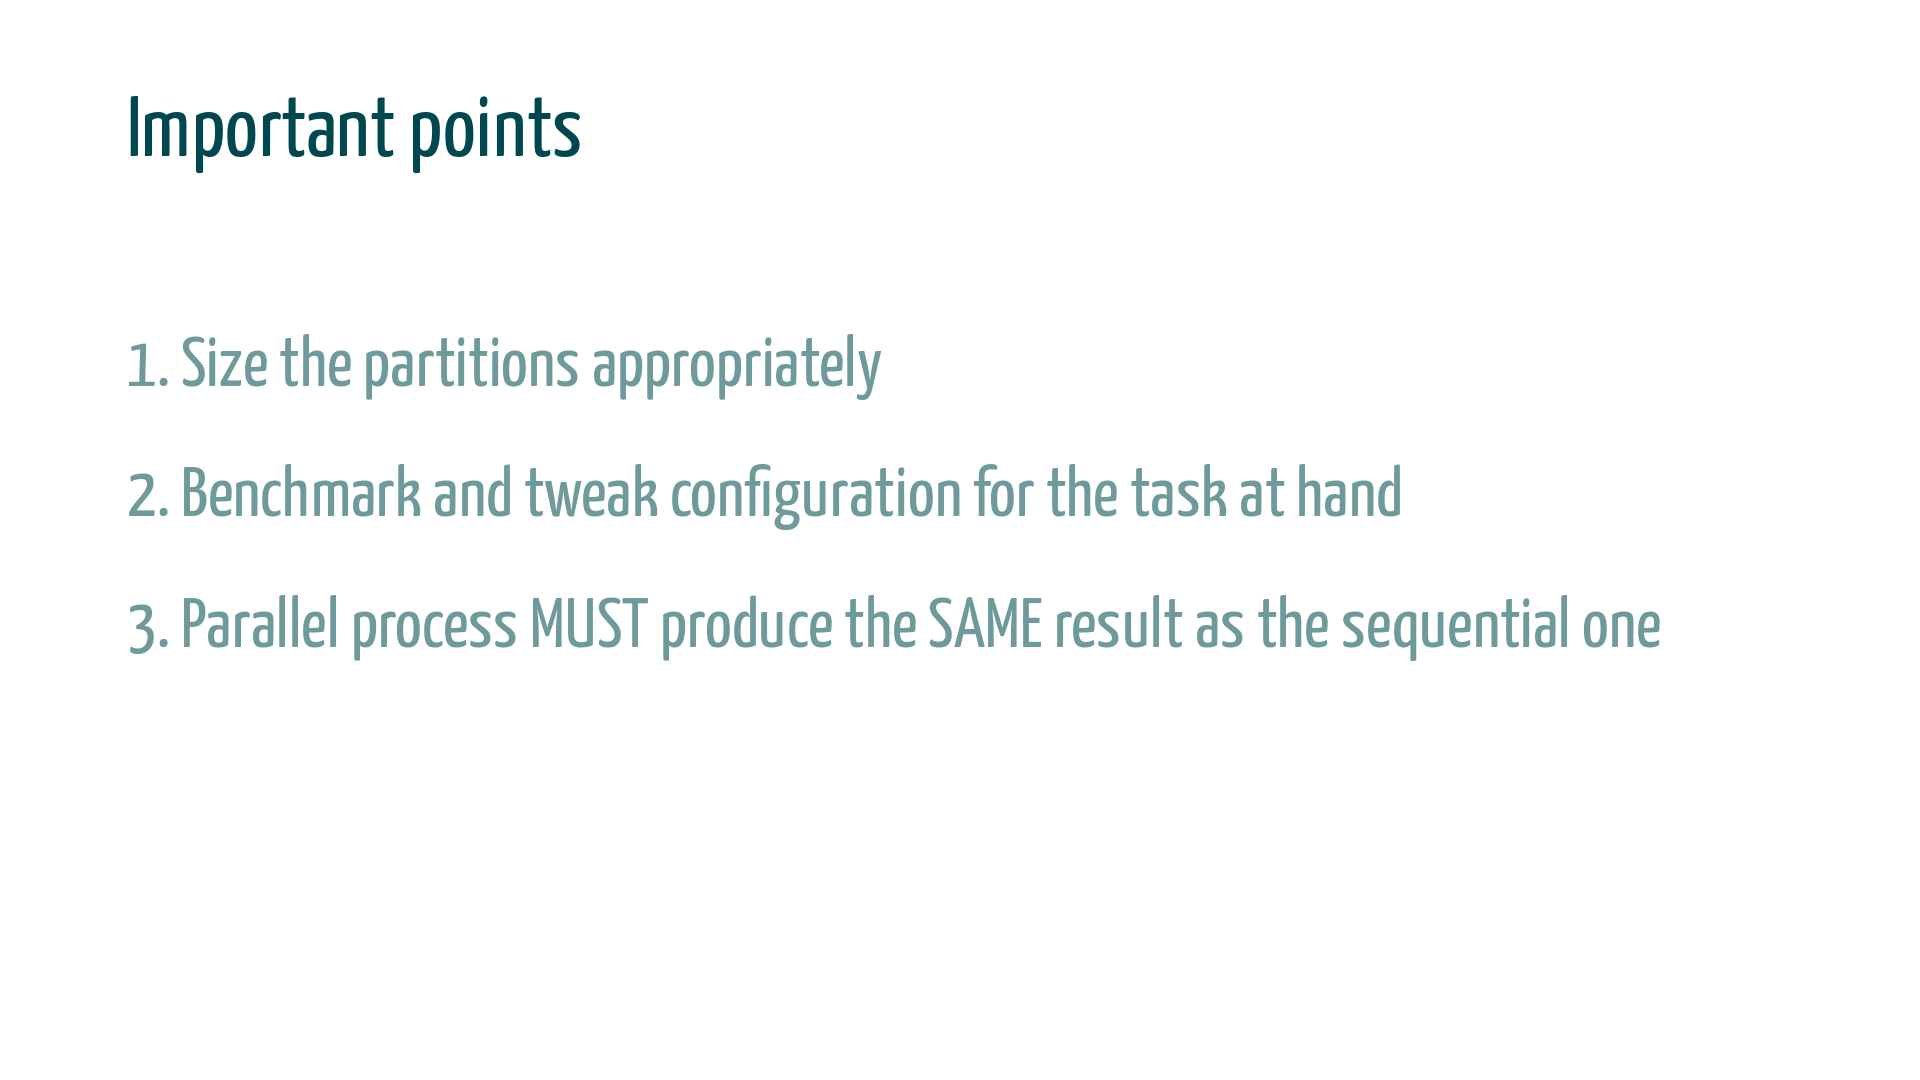 Important points
1. Size the partitions appropriately
2. Benchmark and tweak configuration for the task at hand
3. Parallel process MUST produce the SAME result as the sequential one